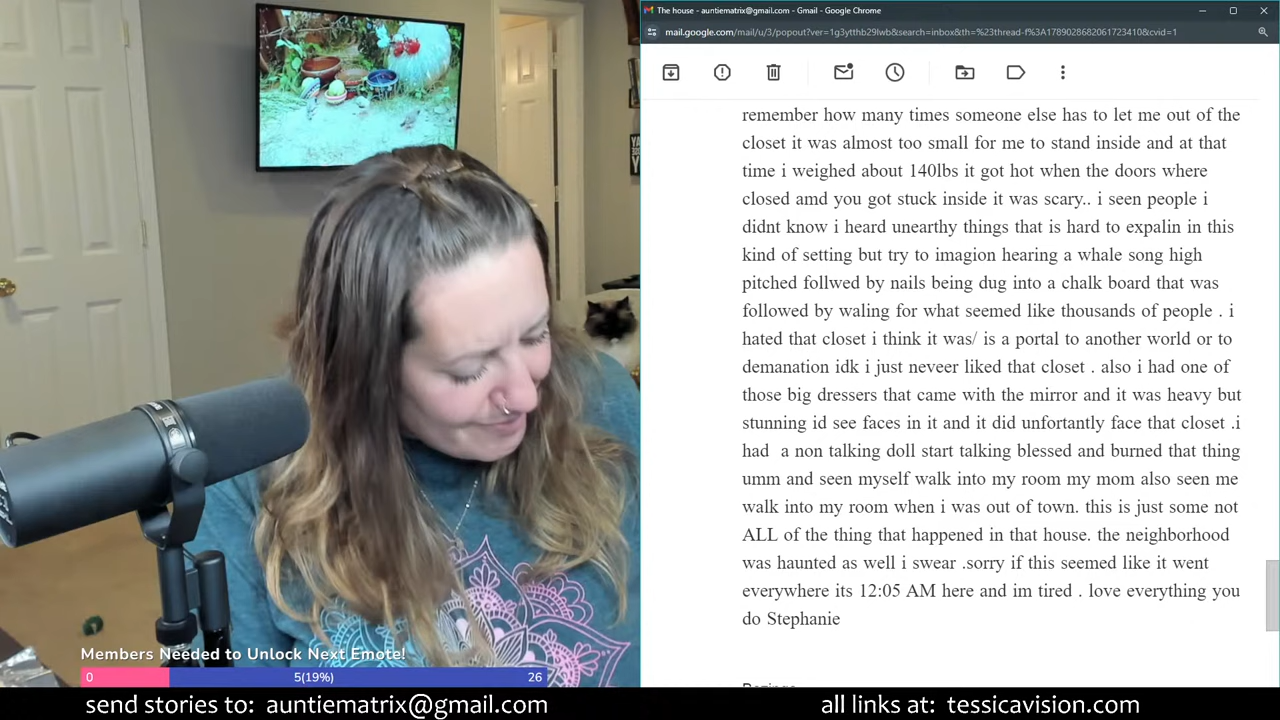 The house - auntiematrix@gmail.com - Gmail - Google Chrome
mail.google.com/mail/u/3/popout?ver=1g3ytthb29lwb&search=inbox&th=%23thread-f%3A1789028682061723410&cvid=1
remember how many times someone else has to let me out of the
closet it was almost too small for me to stand inside and at that
time i weighed about 140lbs it got hot when the doors where
closed amd you got stuck inside it was scary.. i seen people i
didnt know i heard unearthy things that is hard to expalin in this
kind of setting but try to imagion hearing a whale song high
pitched follwed by nails being dug into a chalk board that was
followed by waling for what seemed like thousands of people . i
hated that closet i think it was/ is a portal to another world or to
demanation idk i just neveer liked that closet . also i had one of
those big dressers that came with the mirror and it was heavy but
stunning id see faces in it and it did unfortantly face that closet .i
had  a non talking doll start talking blessed and burned that thing
umm and seen myself walk into my room my mom also seen me
walk into my room when i was out of town. this is just some not
ALL of the thing that happened in that house. the neighborhood
was haunted as well i swear .sorry if this seemed like it went
everywhere its 12:05 AM here and im tired . love everything you
do Stephanie
Members Needed to Unlock Next Emote!
0 5(19%) 26
send stories to: auntiematrix@gmail.com
all links at: tessicavision.com